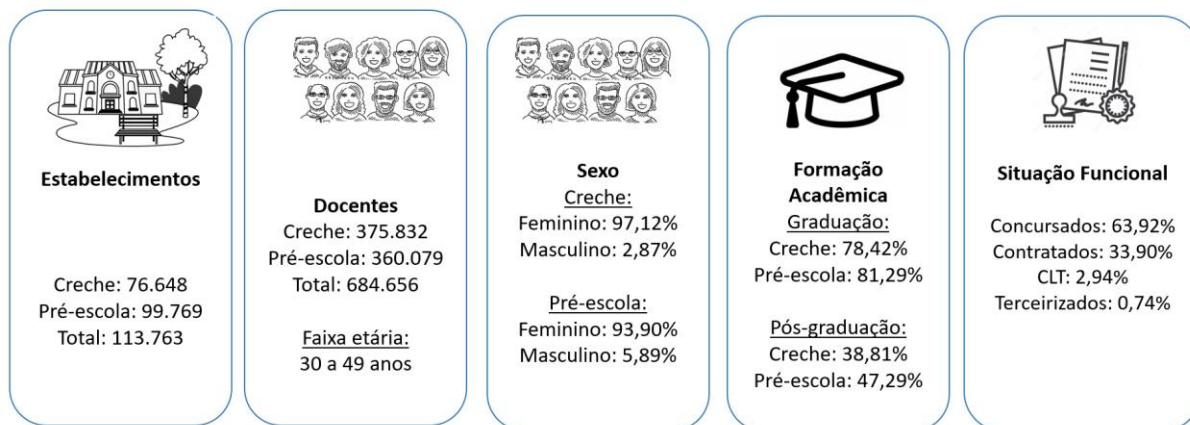 Estabelecimentos
Creche: 76.648
Pré-escola: 99.769
Total: 113.763
Docentes
Creche: 375.832
Pré-escola: 360.079
Total: 684.656
Faixa etária:
30 a 49 anos
Sexo
Creche:
Feminino: 97,12%
Masculino: 2,87%
Pré-escola:
Feminino: 93,90%
Masculino: 5,89%
Formação
Acadêmica
Graduação:
Creche: 78,42%
Pré-escola: 81,29%
Pós-graduação:
Creche: 38,81%
Pré-escola: 47,29%
Situação Funcional
Concursados: 63,92%
Contratados: 33,90%
CLT: 2,94%
Terceirizados: 0,74%